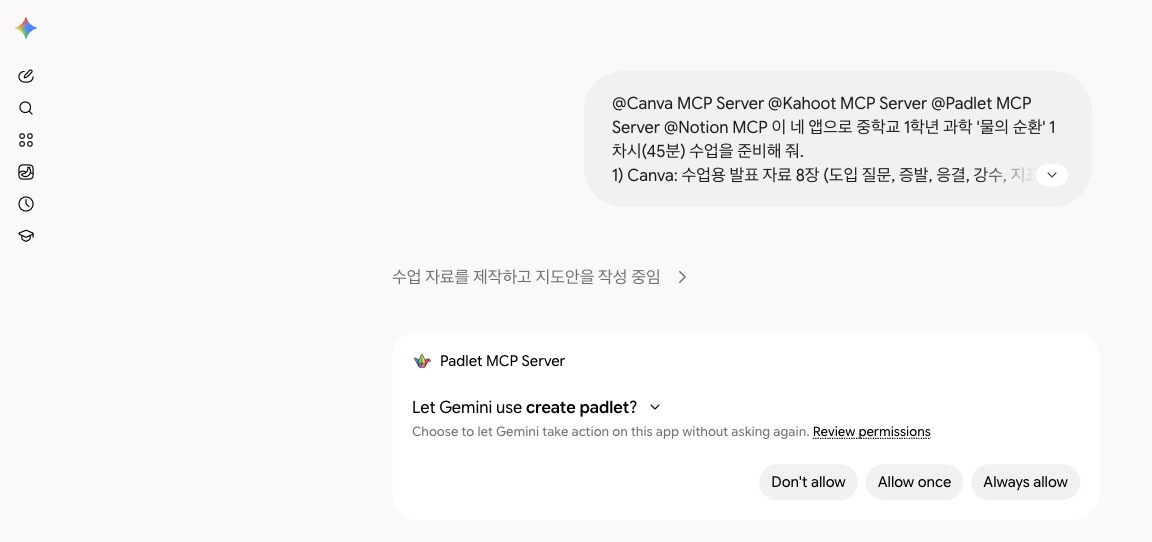 @Canva MCP Server @Kahoot MCP Server @Padlet MCP
Server @Notion MCP 이 네 앱으로 중학교 1학년 과학 '물의 순환' 1
차시(45분) 수업을 준비해 줘.
1) Canva: 수업용 발표 자료 8장 (도입 질문, 증발, 응결, 강수,
수업 자료를 제작하고 지도안을 작성 중임
Padlet MCP Server
Let Gemini use create padlet?
Choose to let Gemini take action on this app without asking again. Review permissions
Don't allow
Allow once
Always allow